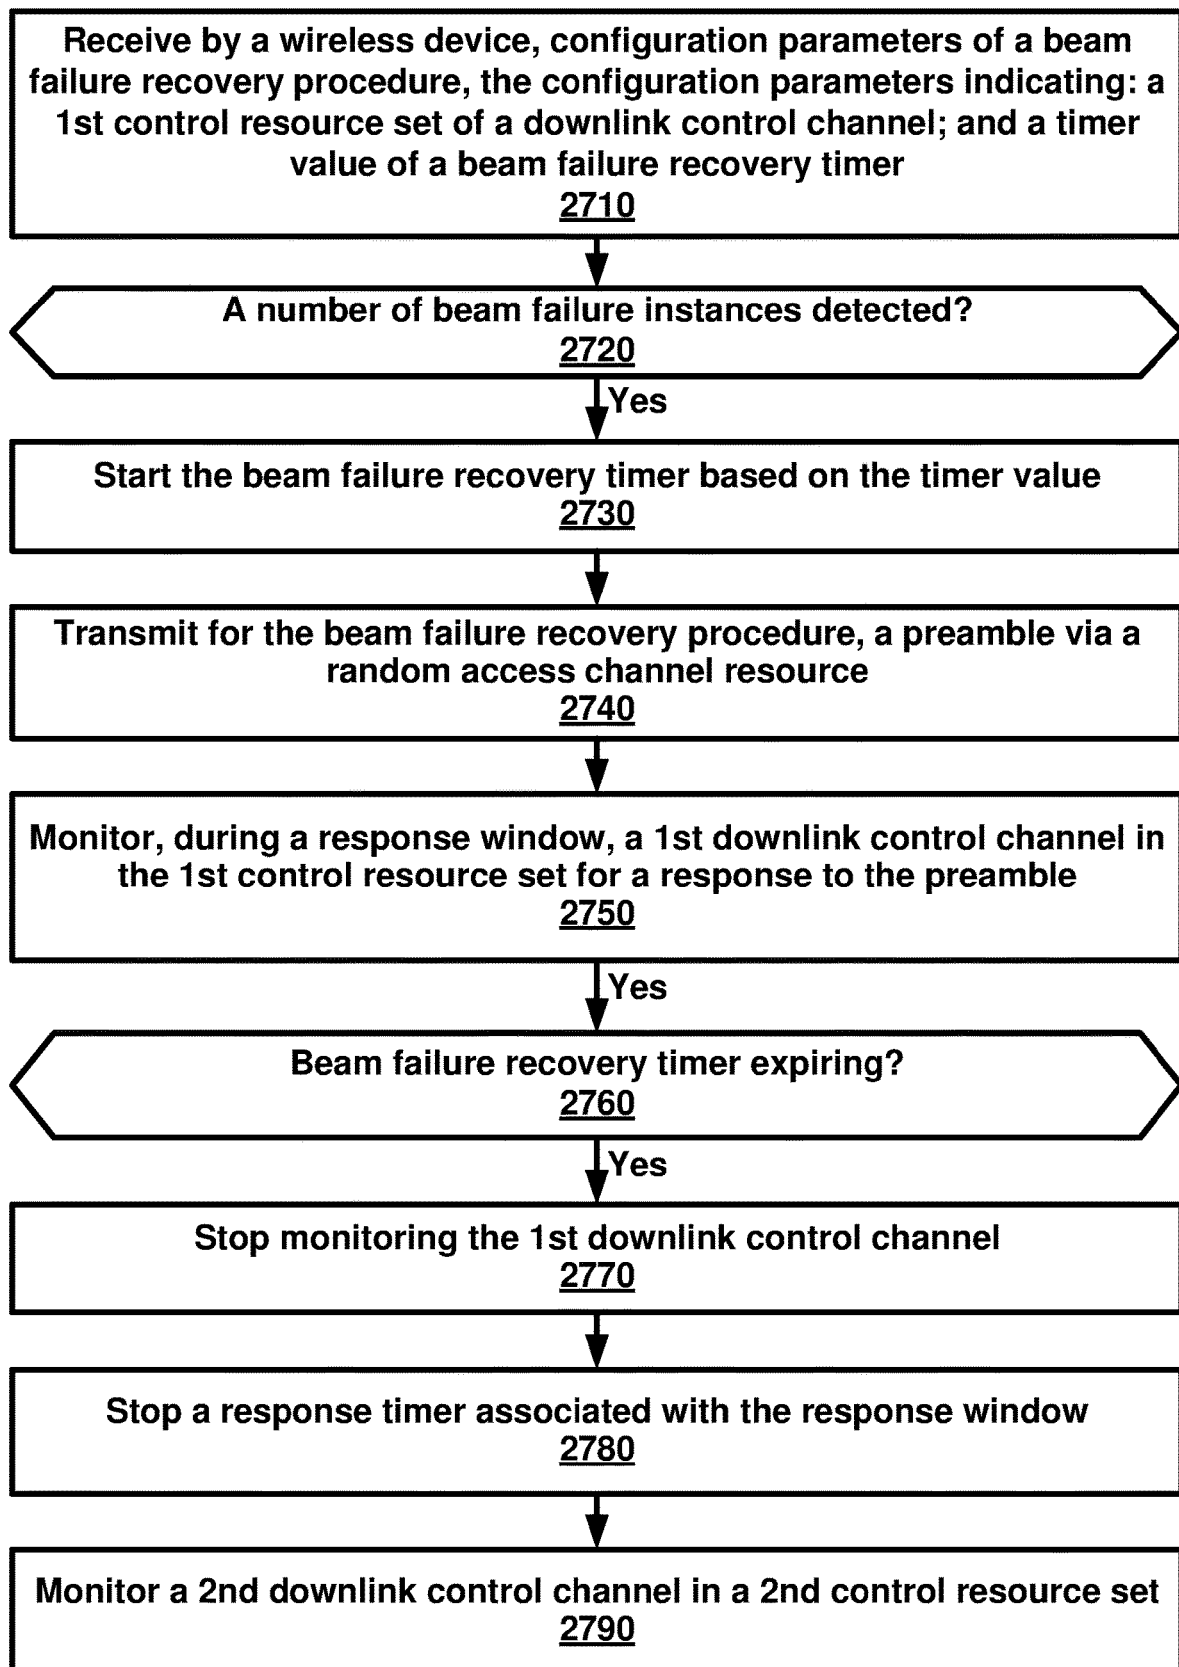 Receive by a wireless device, configuration parameters of a beam
failure recovery procedure, the configuration parameters indicating: a
1st control resource set of a downlink control channel; and a timer
value of a beam failure recovery timer
2710
A number of beam failure instances detected?
2720
Yes
Start the beam failure recovery timer based on the timer value
2730
Transmit for the beam failure recovery procedure, a preamble via a
random access channel resource
2740
Monitor, during a response window, a 1st downlink control channel in
the 1st control resource set for a response to the preamble
2750
Yes
Beam failure recovery timer expiring?
2760
Yes
Stop monitoring the 1st downlink control channel
2770
Stop a response timer associated with the response window
2780
Monitor a 2nd downlink control channel in a 2nd control resource set
2790